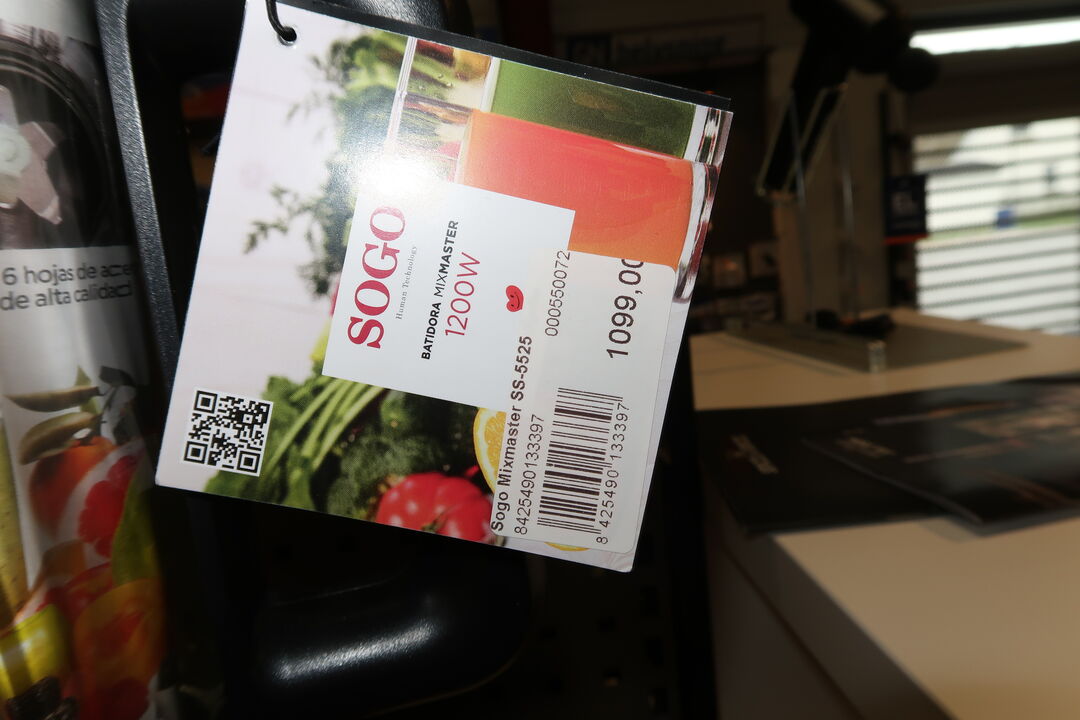 SOGO
Human Technology
BATIDORA MIXMASTER
1200W
000550072
1099,00
Sogo Mixmaster SS-5525
8425490133397
8 425490 133397
6 hojas de acero
de alta calidad